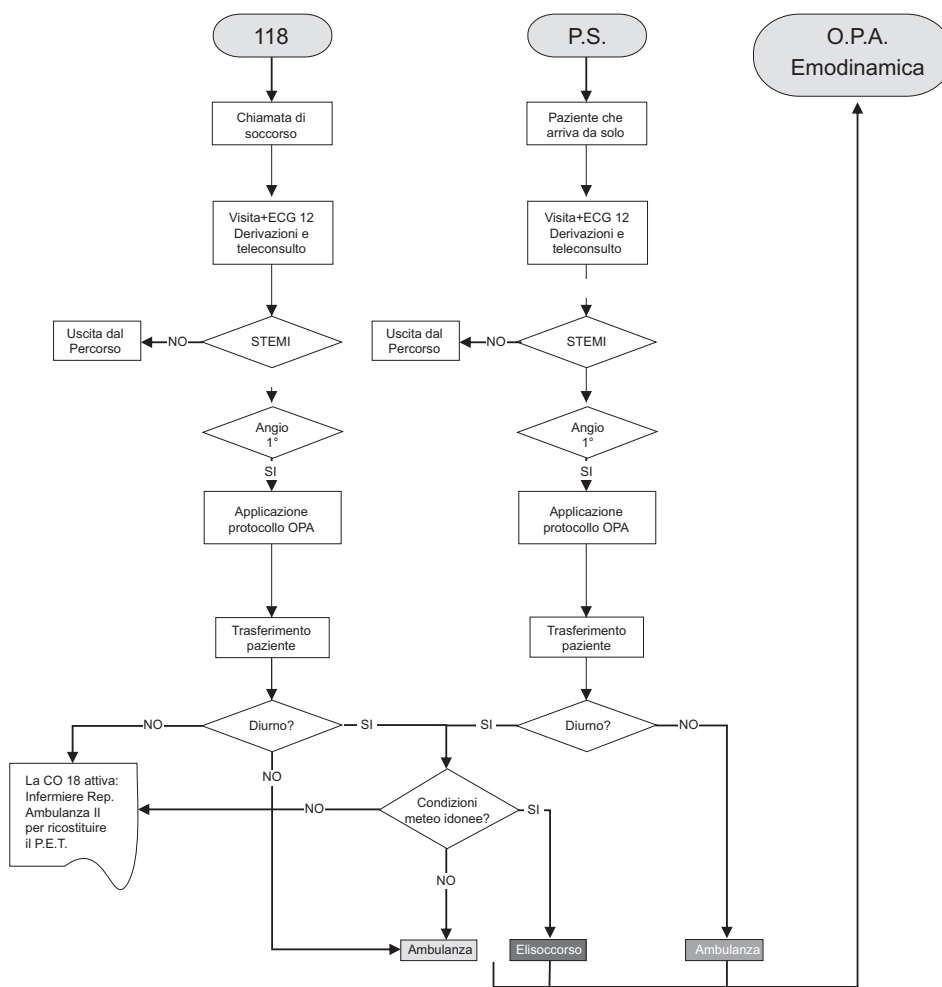 118
P.S.
O.P.A.
Emodinamica
Chiamata di
soccorso
Paziente che
arriva da solo
Visita+ECG 12
Derivazioni e
teleconsulto
Visita+ECG 12
Derivazioni e
teleconsulto
Uscita dal
Percorso
NO
STEMI
Uscita dal
Percorso
NO
STEMI
Angio
1°
Angio
1°
SI
SI
Applicazione
protocollo OPA
Applicazione
protocollo OPA
Trasferimento
paziente
Trasferimento
paziente
NO
Diurno?
SI
SI
Diurno?
NO
NO
La CO 18 attiva:
Infermiere Rep.
Ambulanza II
per ricostituire
il P.E.T.
NO
Condizioni
meteo idonee?
SI
NO
Ambulanza
Elisoccorso
Ambulanza